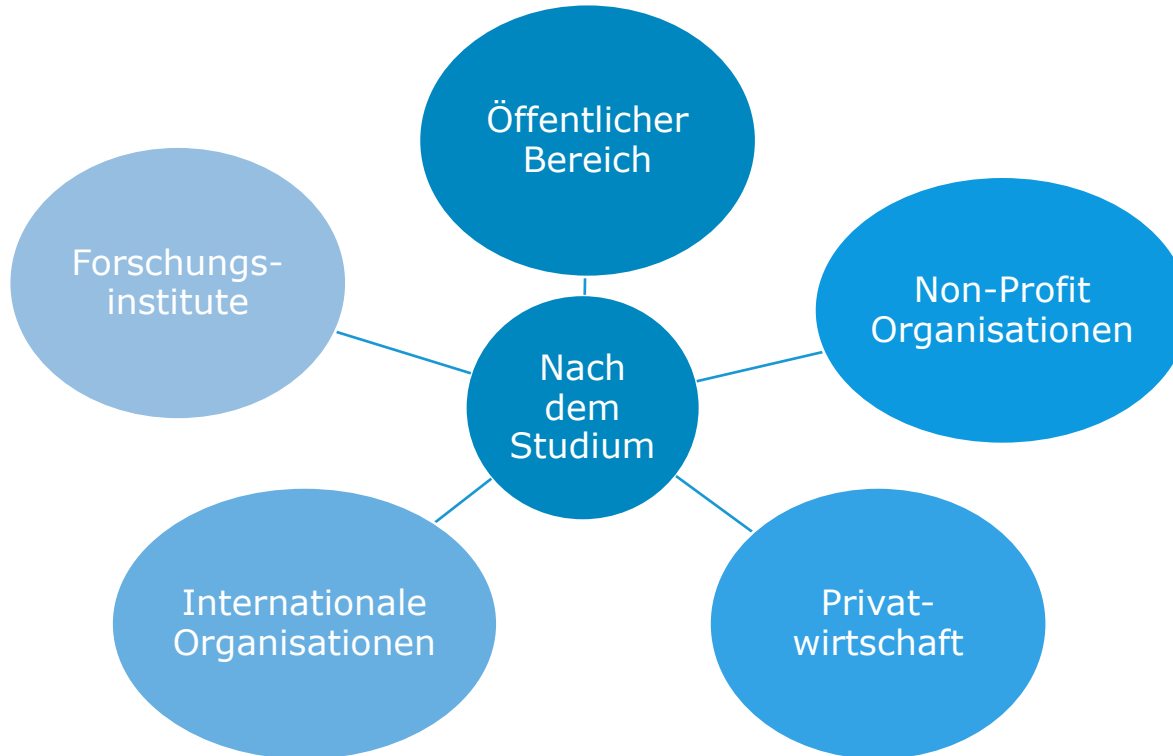 Öffentlicher
Bereich
Forschungs-
institute
Non-Profit
Organisationen
Nach
dem
Studium
Internationale
Organisationen
Privat-
wirtschaft